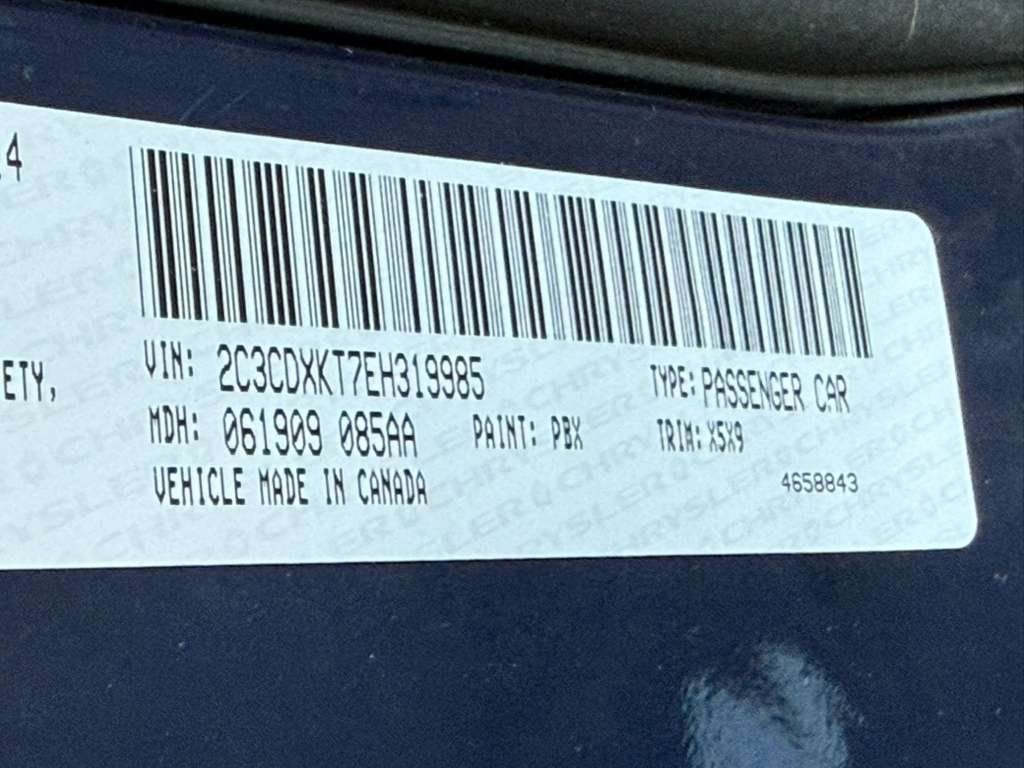 .4
ETY,
VIN: 2C3CDXKT7EH319985
TYPE: PASSENGER CAR
MDH: 061909 085AA
PAINT: PBX
TRIM: X5X9
VEHICLE MADE IN CANADA
4658843